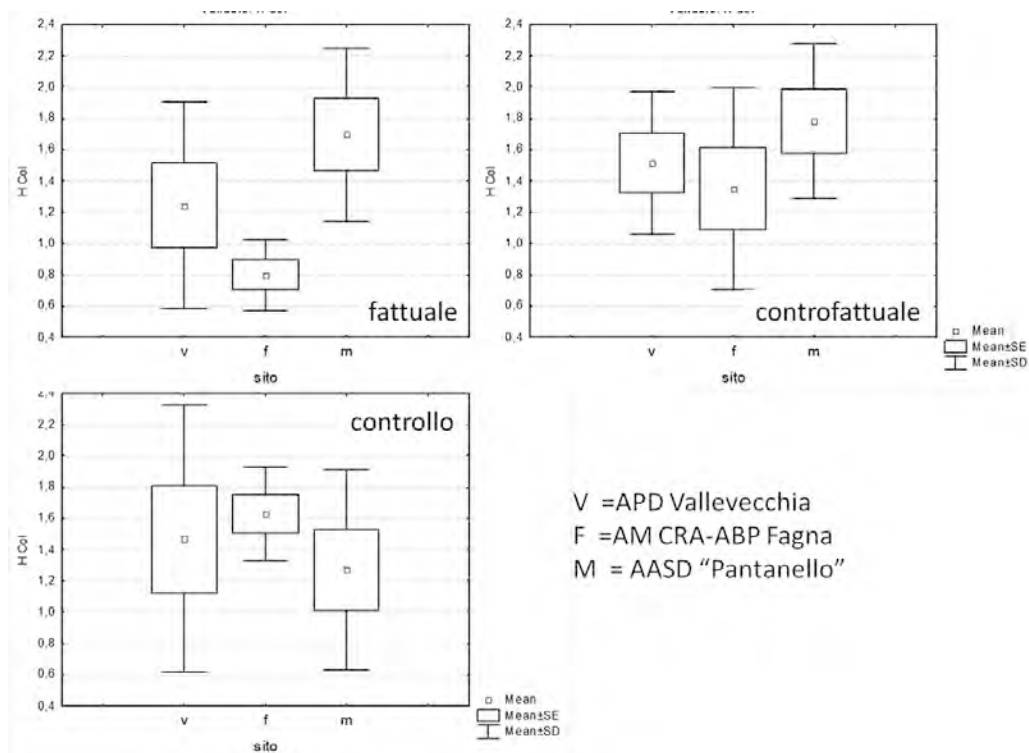 2,4
2,2
2,0
1,8
1,6
1,4
1,2
1,0
0,8
0,6
0,4
H Col
fattuale
v f m
sito
2,4
2,2
2,0
1,8
1,6
1,4
1,2
1,0
0,8
0,6
0,4
H Col
controfattuale
v f m
sito
Mean
Mean±SE
Mean±SD
2,4
2,2
2,0
1,8
1,6
1,4
1,2
1,0
0,8
0,6
0,4
H Col
controllo
v f m
sito
Mean
Mean±SE
Mean±SD
V =APD Vallevecchia
F =AM CRA-ABP Fagna
M = AASD “Pantanello”